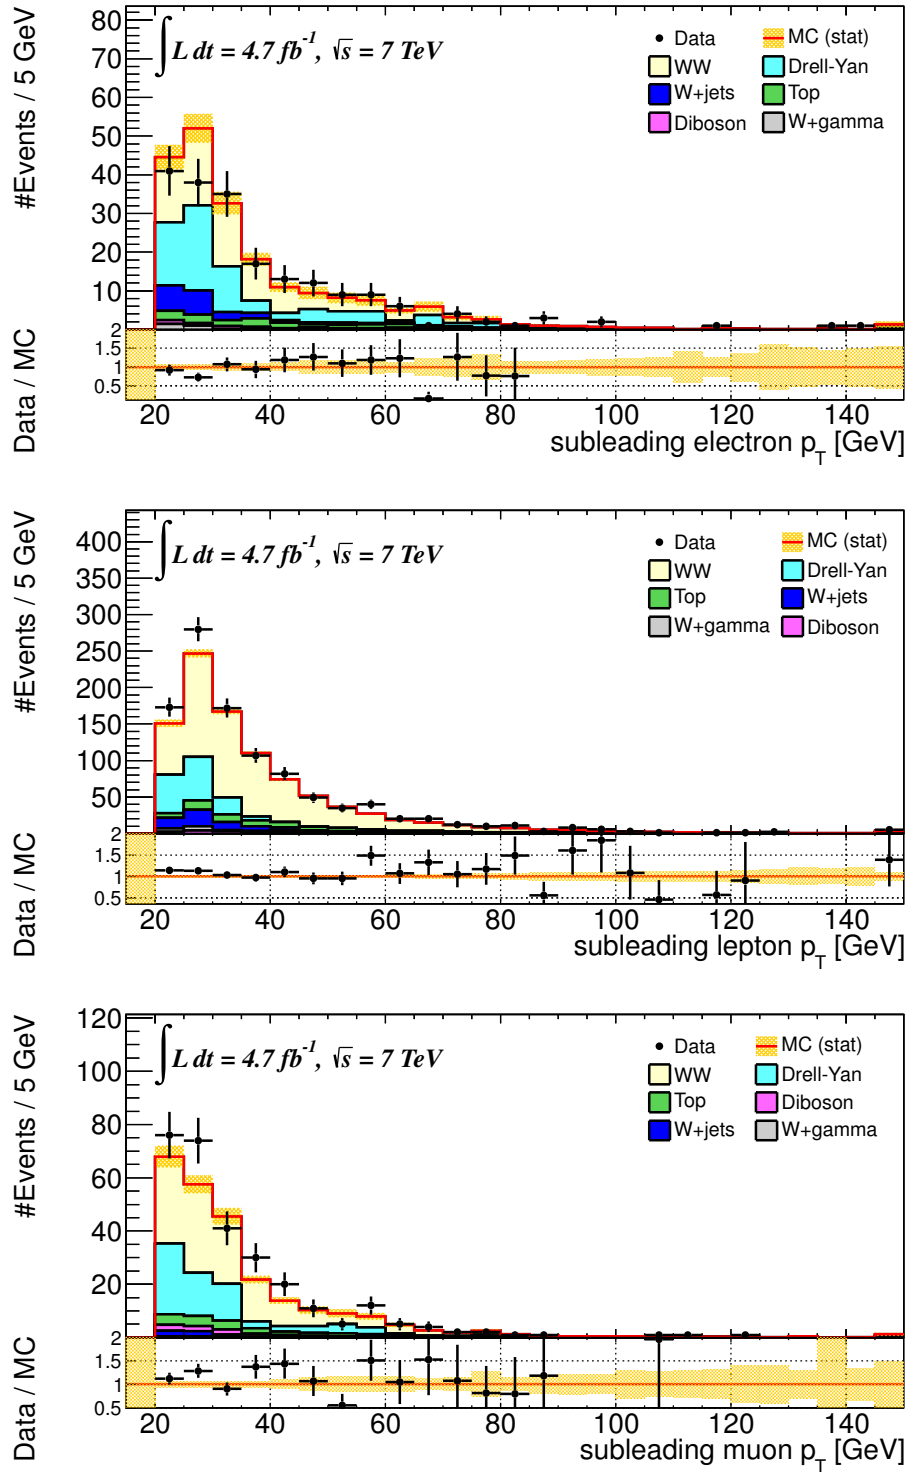 #Events / 5 GeV
∫ L dt = 4.7 fb⁻¹, √s = 7 TeV
Data
MC (stat)
WW
Drell-Yan
W+jets
Top
Diboson
W+gamma
80
70
60
50
40
30
20
10
Data / MC
2
1.5
1
0.5
20 40 60 80 100 120 140
subleading electron p_T [GeV]
#Events / 5 GeV
∫ L dt = 4.7 fb⁻¹, √s = 7 TeV
Data
MC (stat)
WW
Drell-Yan
Top
W+jets
W+gamma
Diboson
400
350
300
250
200
150
100
50
Data / MC
2
1.5
1
0.5
20 40 60 80 100 120 140
subleading lepton p_T [GeV]
#Events / 5 GeV
∫ L dt = 4.7 fb⁻¹, √s = 7 TeV
Data
MC (stat)
WW
Drell-Yan
Top
Diboson
W+jets
W+gamma
120
100
80
60
40
20
Data / MC
2
1.5
1
0.5
20 40 60 80 100 120 140
subleading muon p_T [GeV]